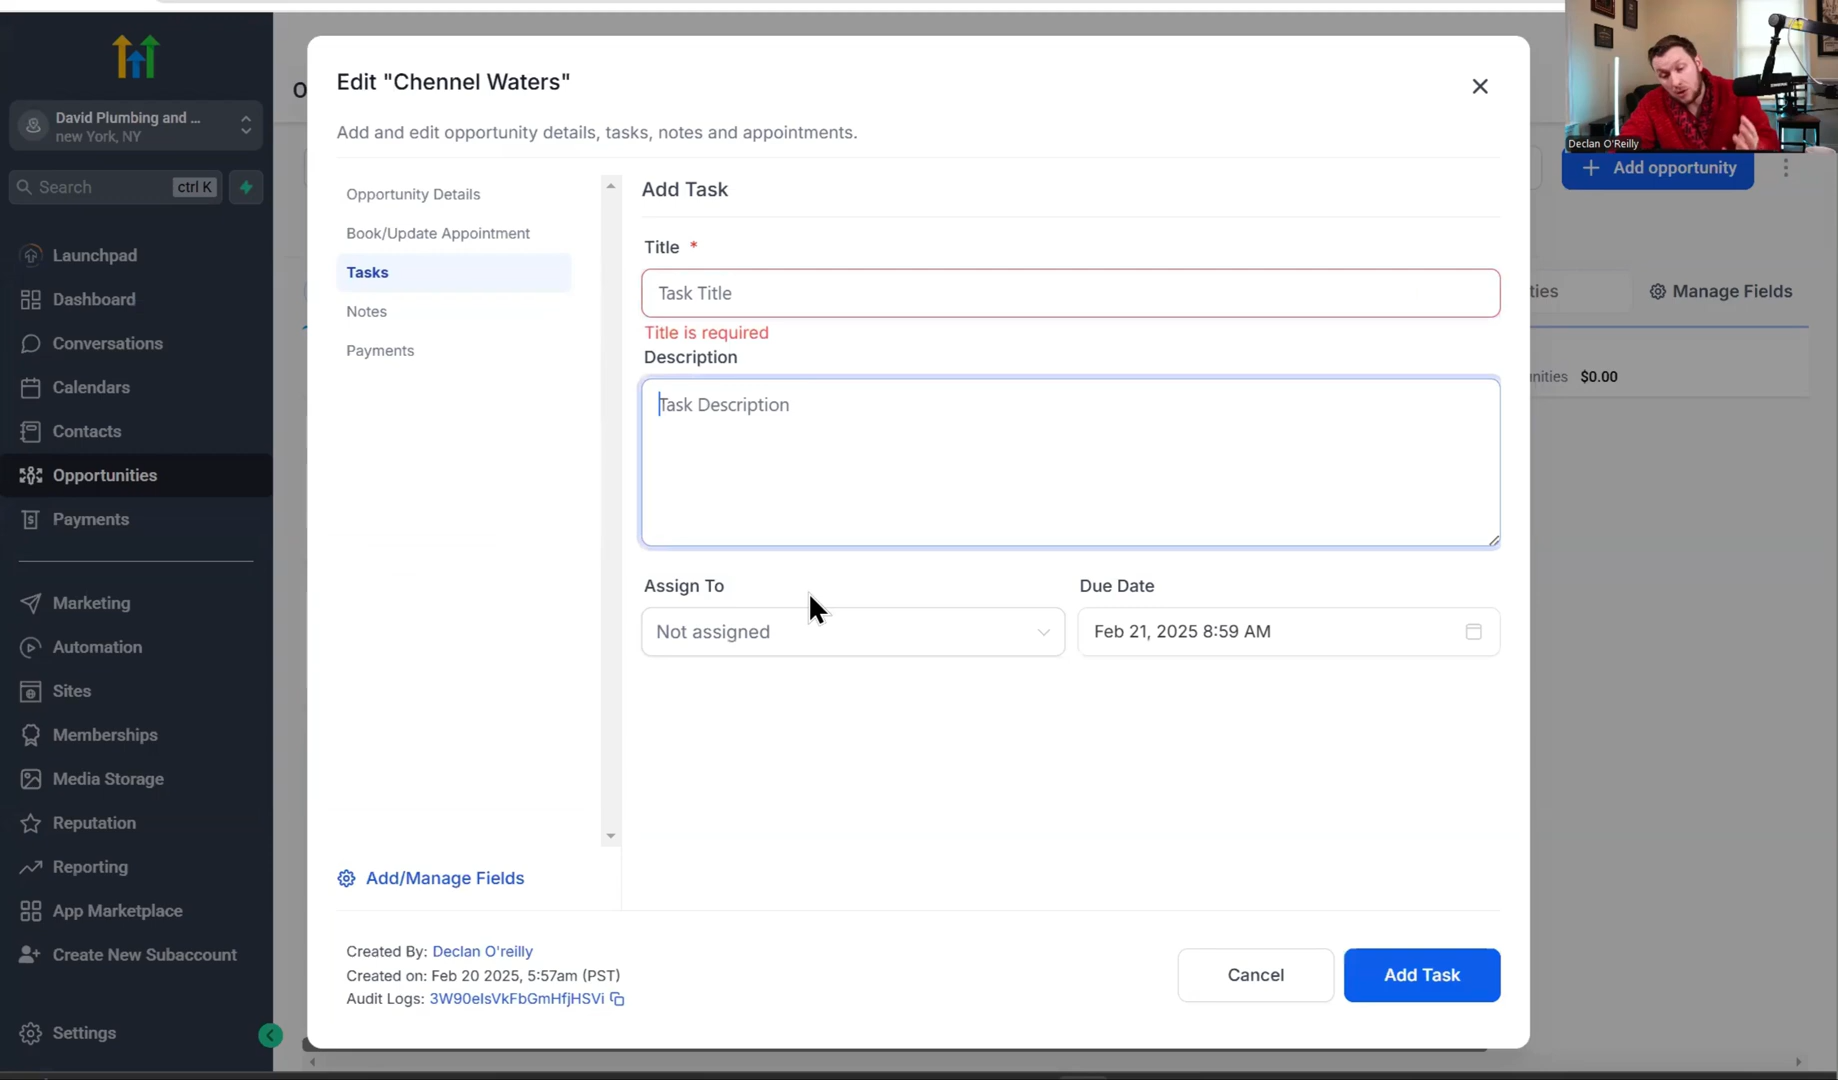 David Plumbing and ...
new York, NY
Search
ctrl K
Launchpad
Dashboard
Conversations
Calendars
Contacts
Opportunities
Payments
Marketing
Automation
Sites
Memberships
Media Storage
Reputation
Reporting
App Marketplace
Create New Subaccount
Settings
O
Edit "Chennel Waters"
Add and edit opportunity details, tasks, notes and appointments.
Opportunity Details
Book/Update Appointment
Tasks
Notes
Payments
Add/Manage Fields
Add Task
Title *
Task Title
Title is required
Description
Task Description
Assign To
Not assigned
Due Date
Feb 21, 2025 8:59 AM
Created By: Declan O'reilly
Created on: Feb 20 2025, 5:57am (PST)
Audit Logs: 3W90eIsVkFbGmHfjHSVi
Cancel
Add Task
Declan O'Reilly
+ Add opportunity
ties
Manage Fields
nities $0.00